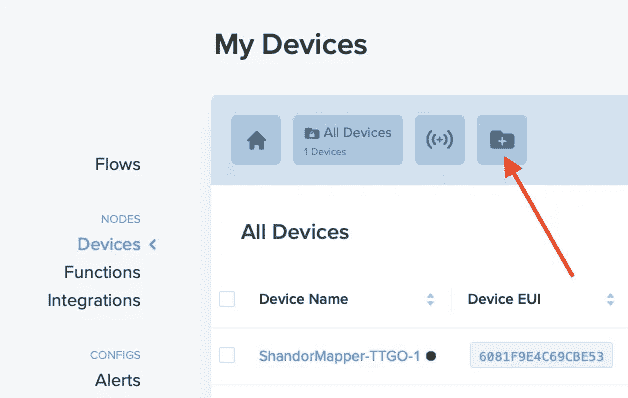 My Devices
All Devices
1 Devices
Flows
NODES
Devices
Functions
Integrations
CONFIGS
Alerts
All Devices
Device Name
Device EUI
ShandorMapper-TTGO-1
6081F9E4C69CBE53